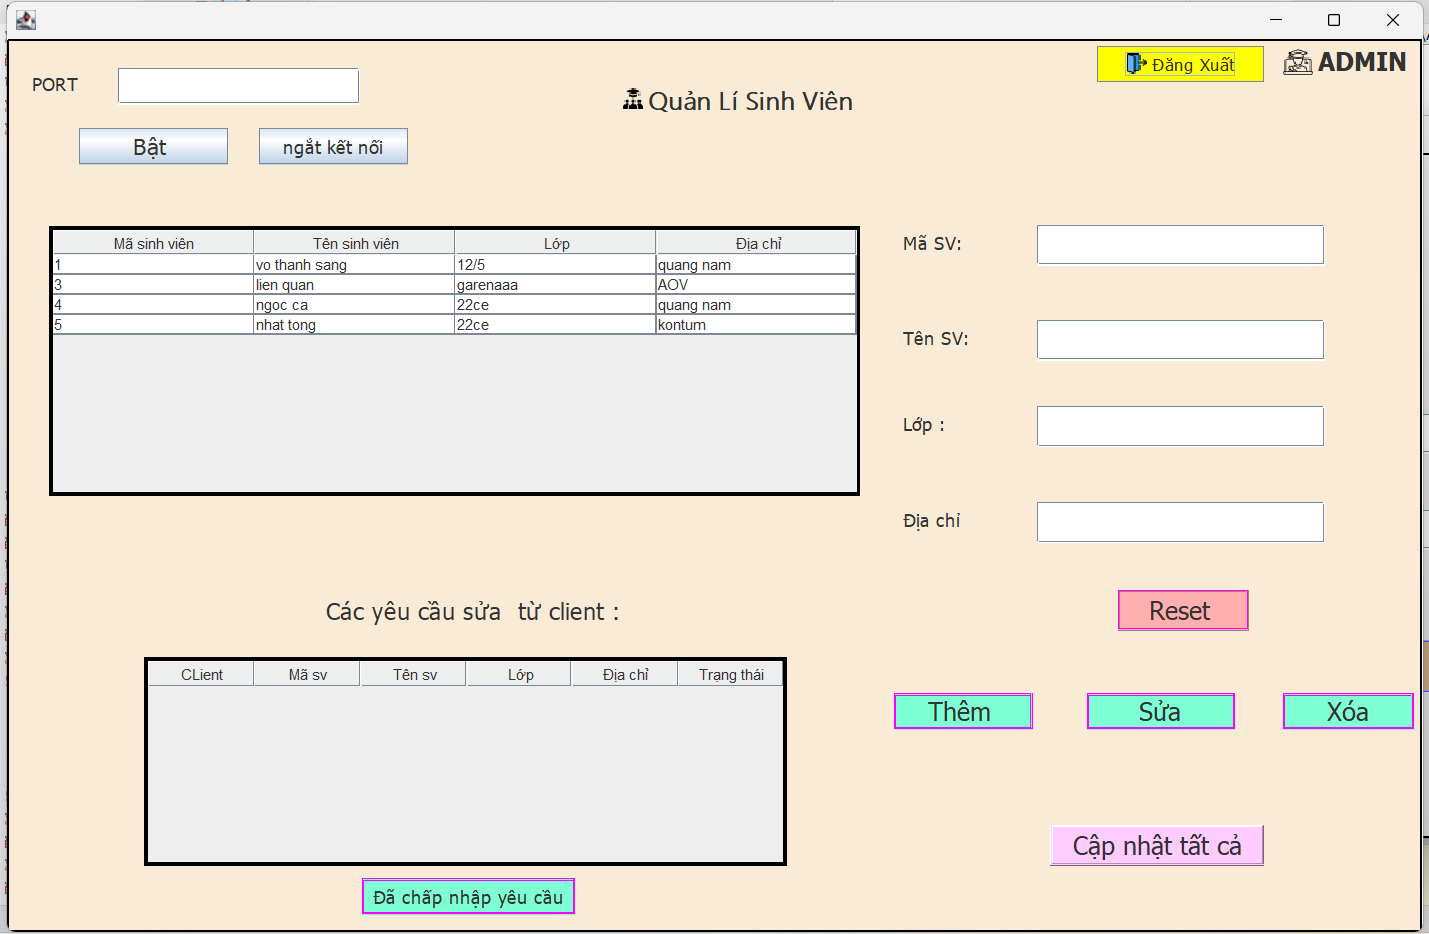 Đăng Xuất
ADMIN
PORT
Quản Lí Sinh Viên
Bật
ngắt kết nối
Mã sinh viên Tên sinh viên Lớp Địa chỉ
1 vo thanh sang 12/5 quang nam
3 lien quan garenaaa AOV
4 ngoc ca 22ce quang nam
5 nhat tong 22ce kontum
Mã SV:
Tên SV:
Lớp :
Địa chỉ
Reset
Các yêu cầu sửa từ client :
CLient Mã sv Tên sv Lớp Địa chỉ Trạng thái
Thêm Sửa Xóa
Cập nhật tất cả
Đã chấp nhập yêu cầu